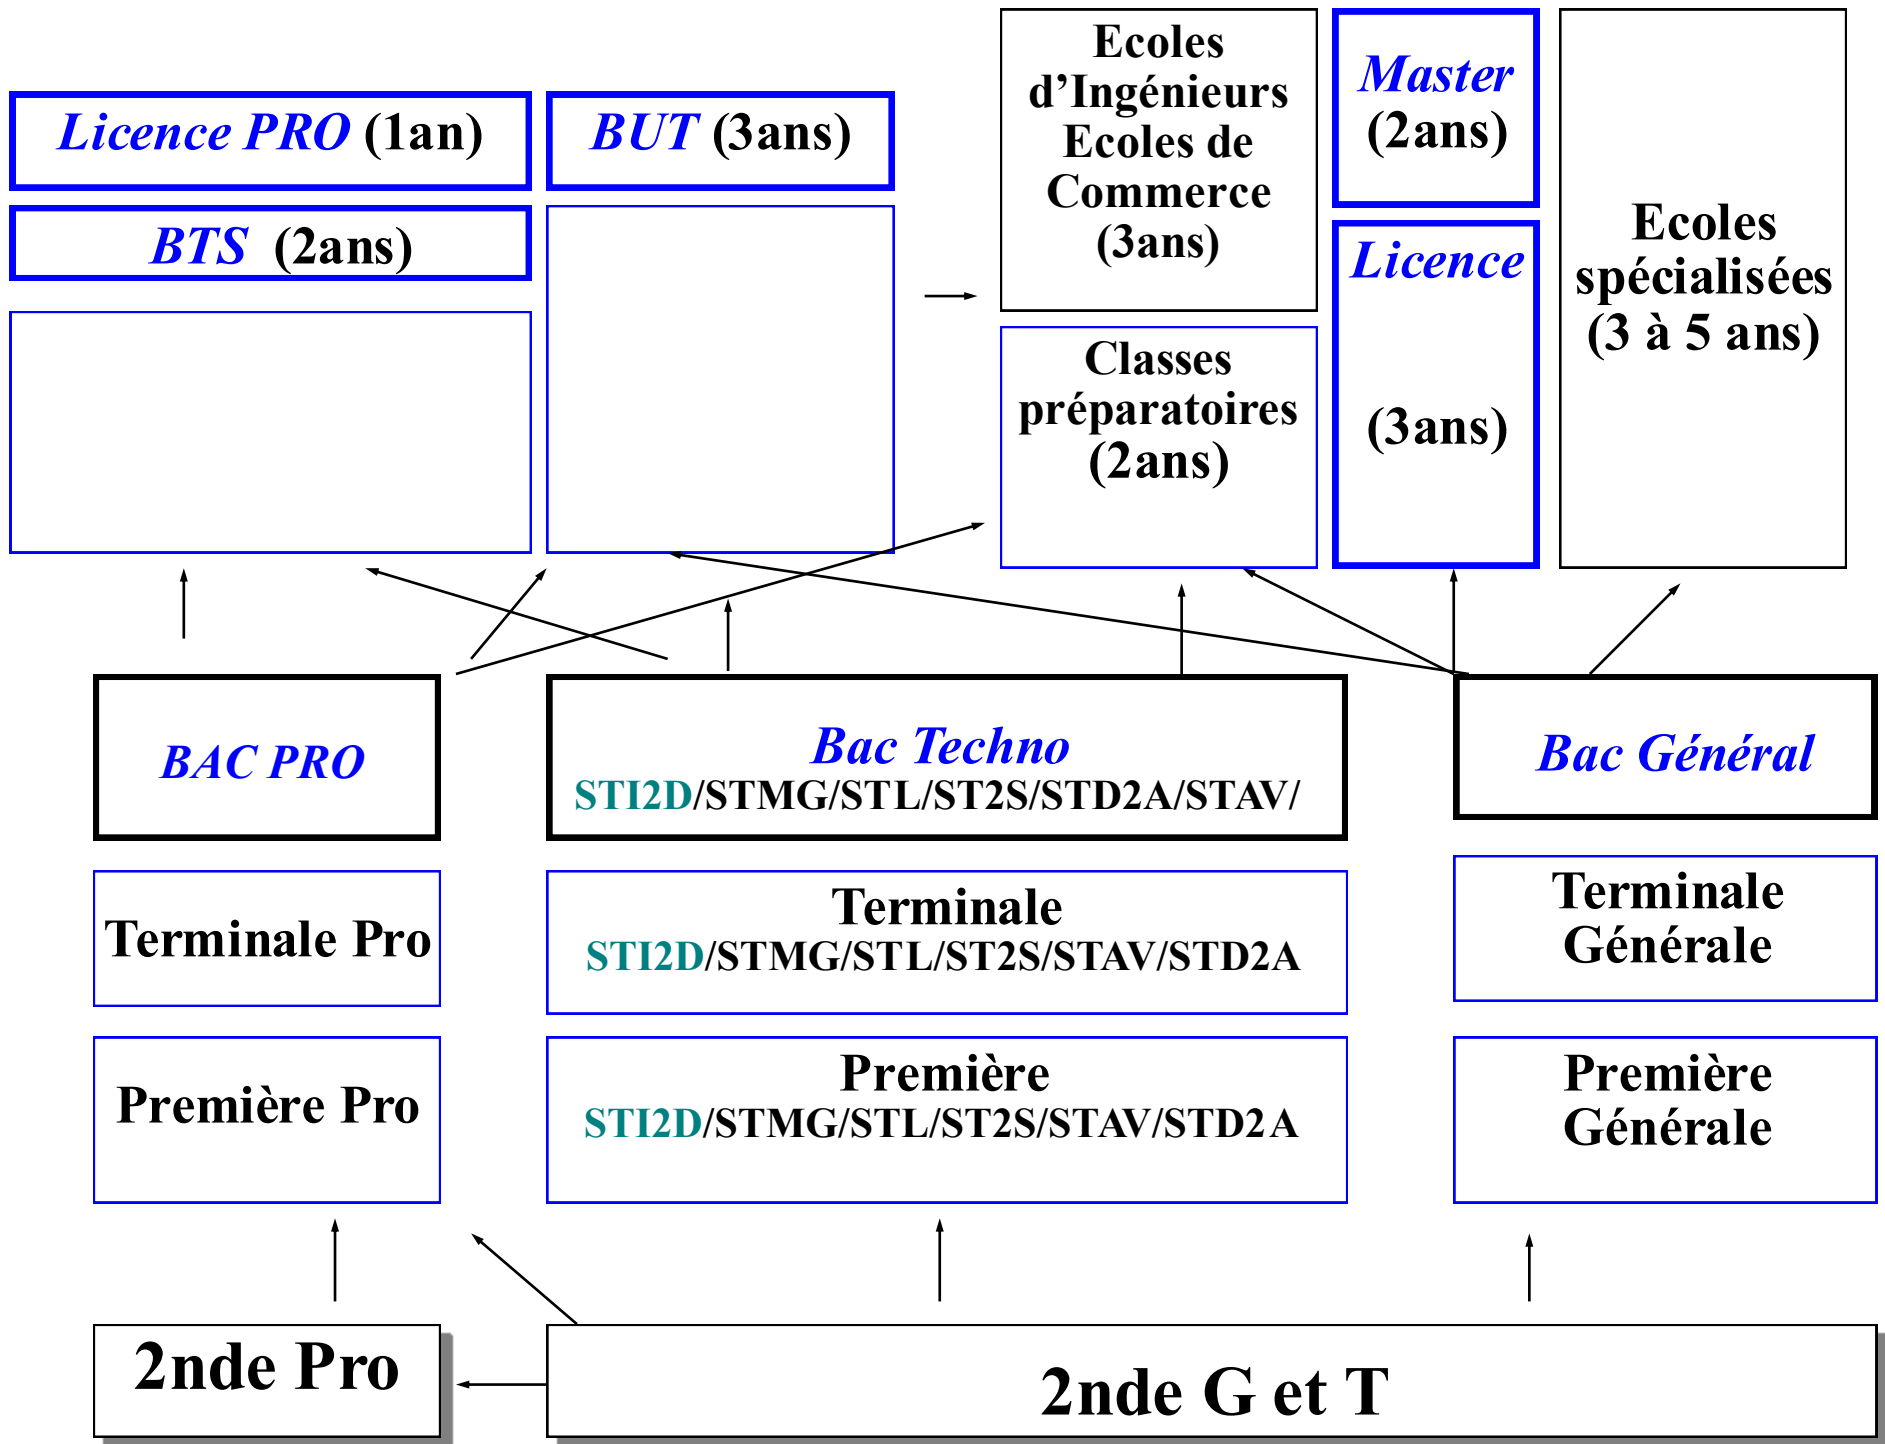 Licence PRO (1an)
BTS (2ans)
BUT (3ans)
Ecoles
d’Ingénieurs
Ecoles de
Commerce
(3ans)
Classes
préparatoires
(2ans)
Master
(2ans)
Licence
(3ans)
Ecoles
spécialisées
(3 à 5 ans)
BAC PRO
Bac Techno
STI2D/STMG/STL/ST2S/STD2A/STAV/
Bac Général
Terminale Pro
Terminale
STI2D/STMG/STL/ST2S/STAV/STD2A
Terminale
Générale
Première Pro
Première
STI2D/STMG/STL/ST2S/STAV/STD2A
Première
Générale
2nde Pro
2nde G et T